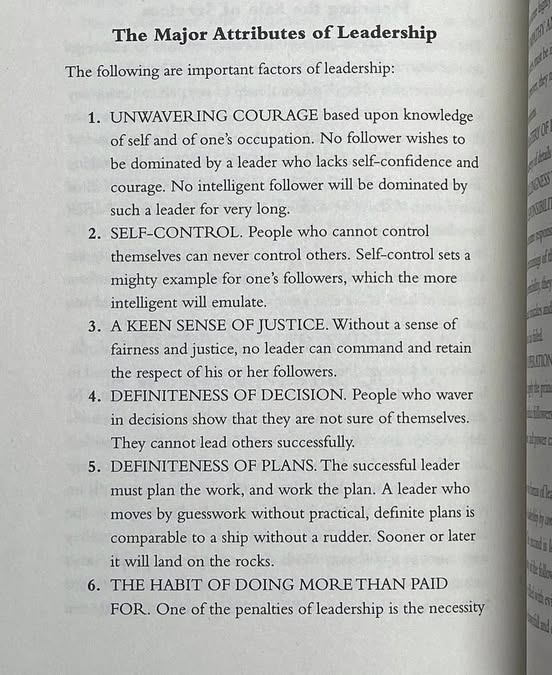 The Major Attributes of Leadership
The following are important factors of leadership:
1. UNWAVERING COURAGE based upon knowledge
of self and of one's occupation. No follower wishes to
be dominated by a leader who lacks self-confidence and
courage. No intelligent follower will be dominated by
such a leader for very long.
2. SELF-CONTROL. People who cannot control
themselves can never control others. Self-control sets a
mighty example for one's followers, which the more
intelligent will emulate.
3. A KEEN SENSE OF JUSTICE. Without a sense of
fairness and justice, no leader can command and retain
the respect of his or her followers.
4. DEFINITENESS OF DECISION. People who waver
in decisions show that they are not sure of themselves.
They cannot lead others successfully.
5. DEFINITENESS OF PLANS. The successful leader
must plan the work, and work the plan. A leader who
moves by guesswork without practical, definite plans is
comparable to a ship without a rudder. Sooner or later
it will land on the rocks.
6. THE HABIT OF DOING MORE THAN PAID
FOR. One of the penalties of leadership is the necessity